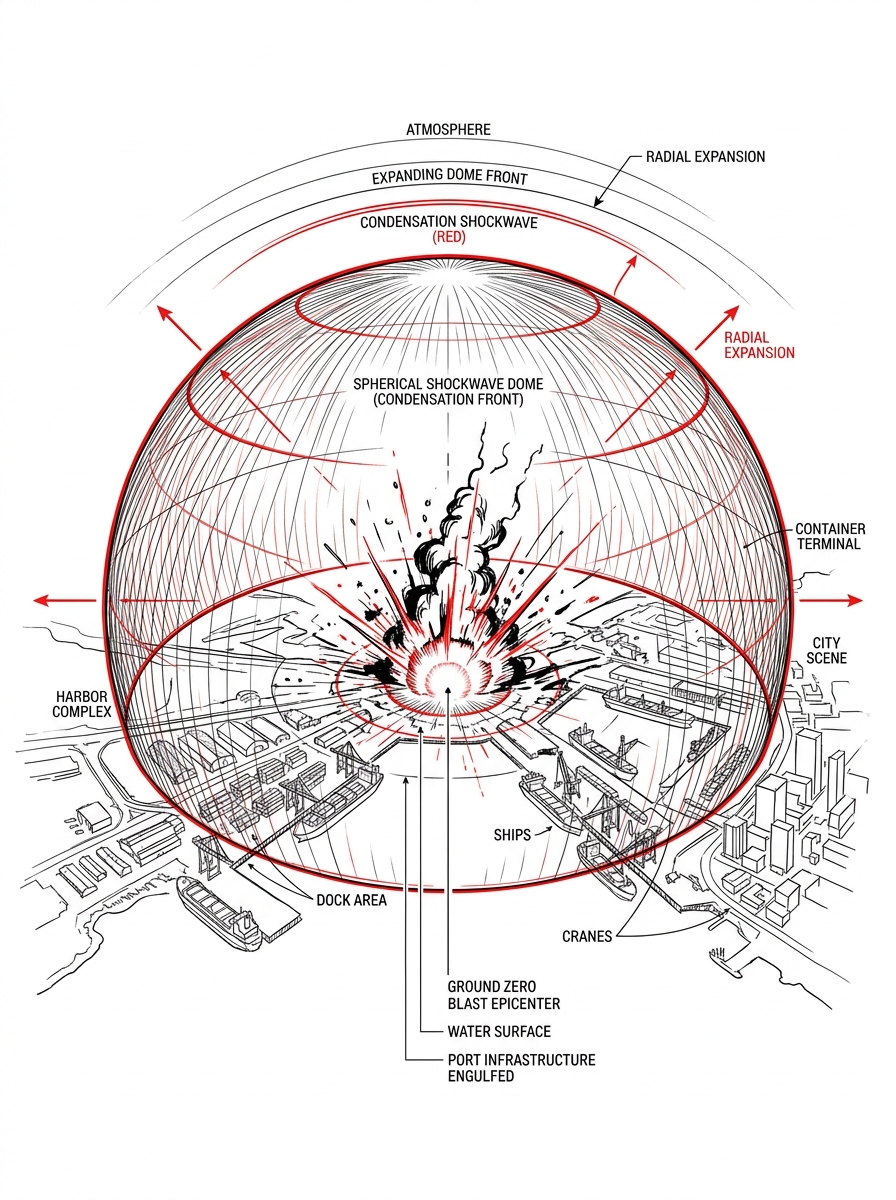 ATMOSPHERE
RADIAL EXPANSION
EXPANDING DOME FRONT
CONDENSATION SHOCKWAVE
(RED)
RADIAL
EXPANSION
SPHERICAL SHOCKWAVE DOME
(CONDENSATION FRONT)
CONTAINER
TERMINAL
CITY
SCENE
HARBOR
COMPLEX
SHIPS
DOCK AREA
CRANES
GROUND ZERO
BLAST EPICENTER
WATER SURFACE
PORT INFRASTRUCTURE
ENGULFED